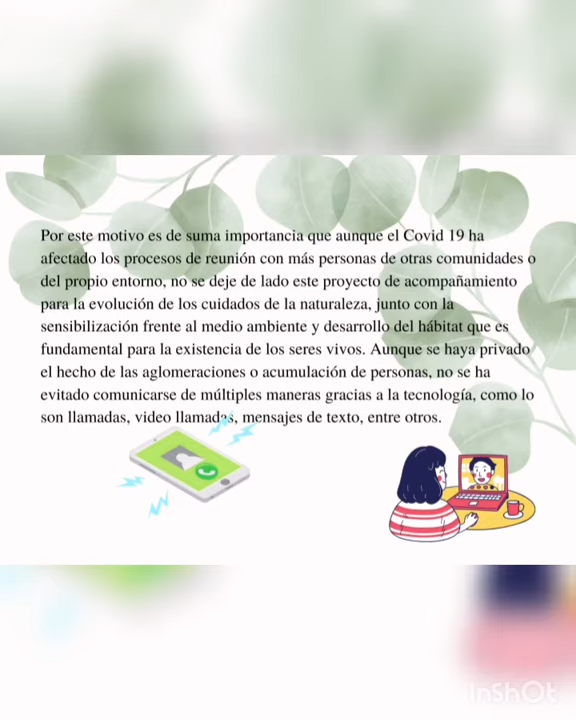 Por este motivo es de suma importancia que aunque el Covid 19 ha
afectado los procesos de reunión con más personas de otras comunidades o
del propio entorno, no se deje de lado este proyecto de acompañamiento
para la evolución de los cuidados de la naturaleza, junto con la
sensibilización frente al medio ambiente y desarrollo del hábitat que es
fundamental para la existencia de los seres vivos. Aunque se haya privado
el hecho de las aglomeraciones o acumulación de personas, no se ha
evitado comunicarse de múltiples maneras gracias a la tecnología, como lo
son llamadas, video llamadas, mensajes de texto, entre otros.
InShOt